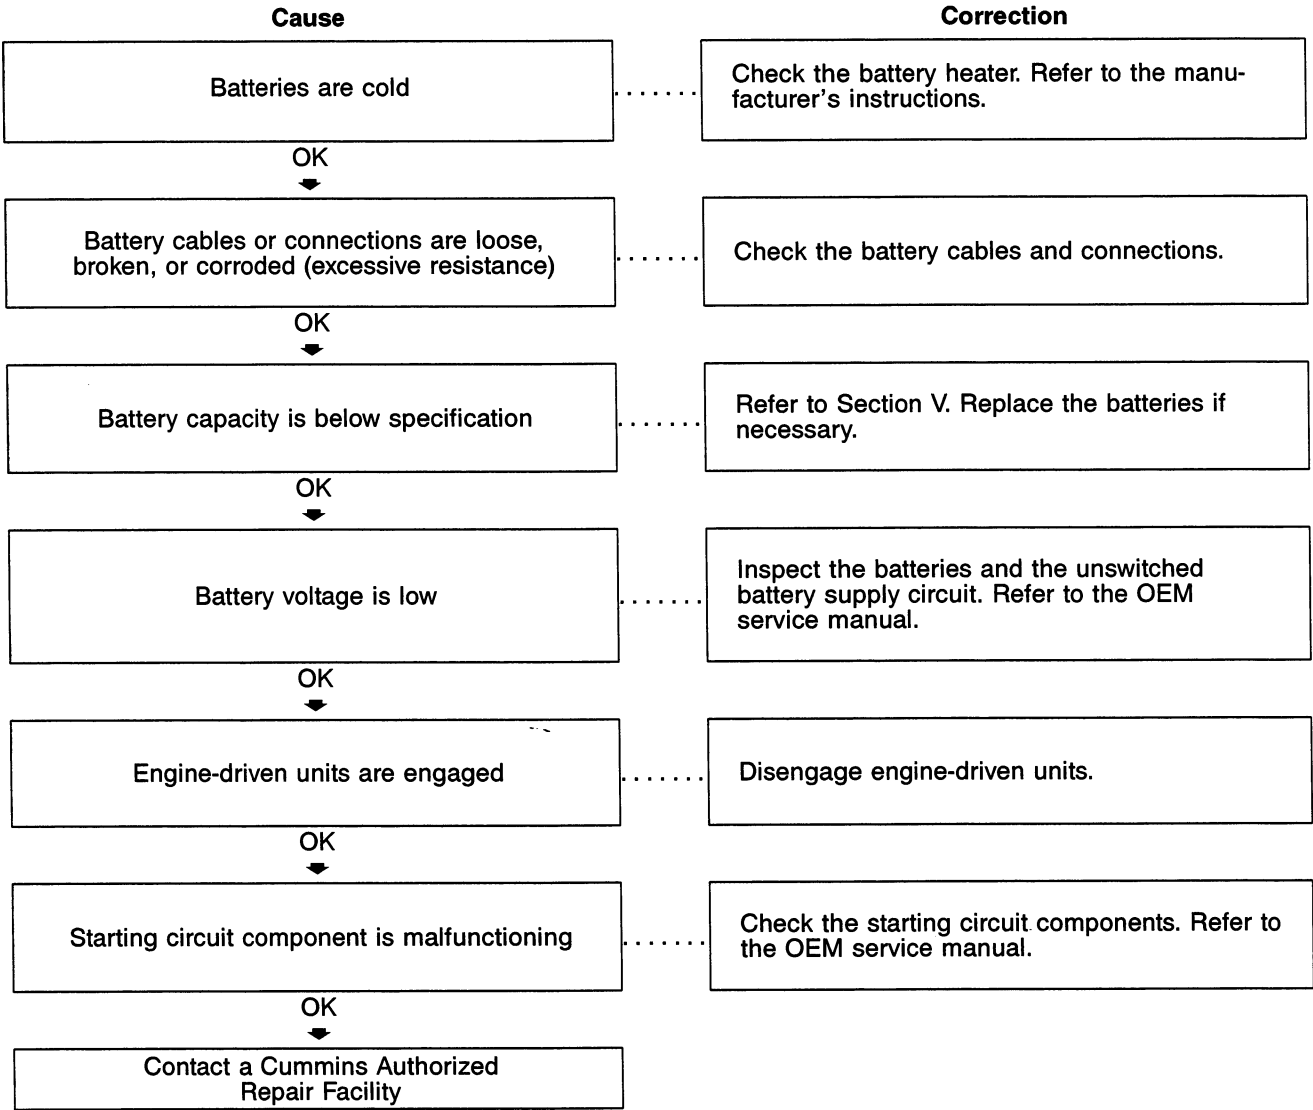 Cause
Correction
Batteries are cold
.......
Check the battery heater. Refer to the manu-
facturer's instructions.
OK
Battery cables or connections are loose,
broken, or corroded (excessive resistance)
.......
Check the battery cables and connections.
OK
Battery capacity is below specification
.......
Refer to Section V. Replace the batteries if
necessary.
OK
Battery voltage is low
.......
Inspect the batteries and the unswitched
battery supply circuit. Refer to the OEM
service manual.
OK
Engine-driven units are engaged
.......
Disengage engine-driven units.
OK
Starting circuit component is malfunctioning
.......
Check the starting circuit components. Refer to
the OEM service manual.
OK
Contact a Cummins Authorized
Repair Facility